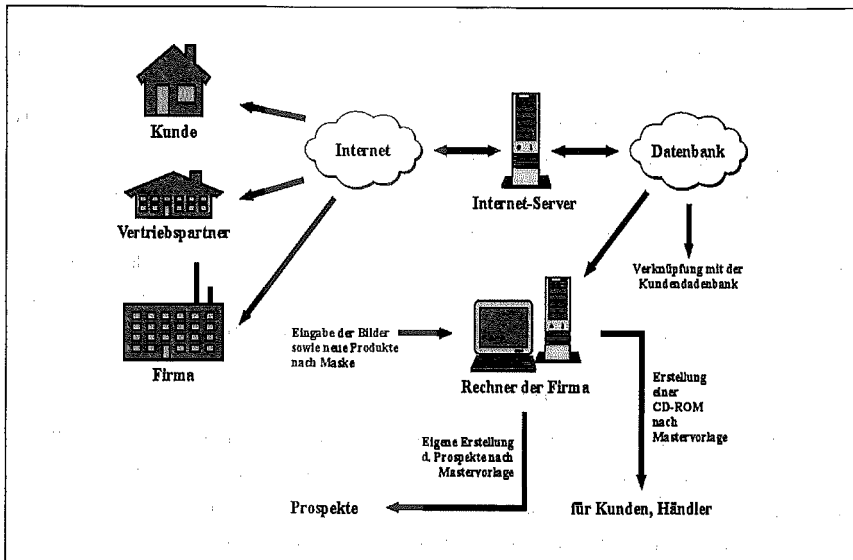 Kunde
Internet
Datenbank
Internet-Server
Vertriebspartner
Verknüpfung mit der
Kundendadenbank
Firma
Eingabe der Bilder
sowie neue Produkte
nach Maske
Rechner der Firma
Erstellung
einer
CD-ROM
nach
Mastervorlage
Eigene Erstellung
d. Prospekte nach
Mastervorlage
Prospekte
für Kunden, Händler